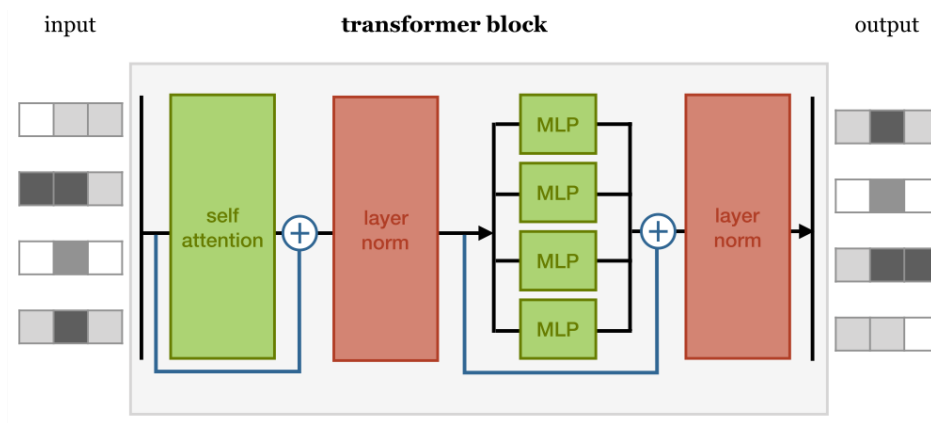 input
transformer block
output
self
attention
layer
norm
MLP
MLP
MLP
MLP
layer
norm